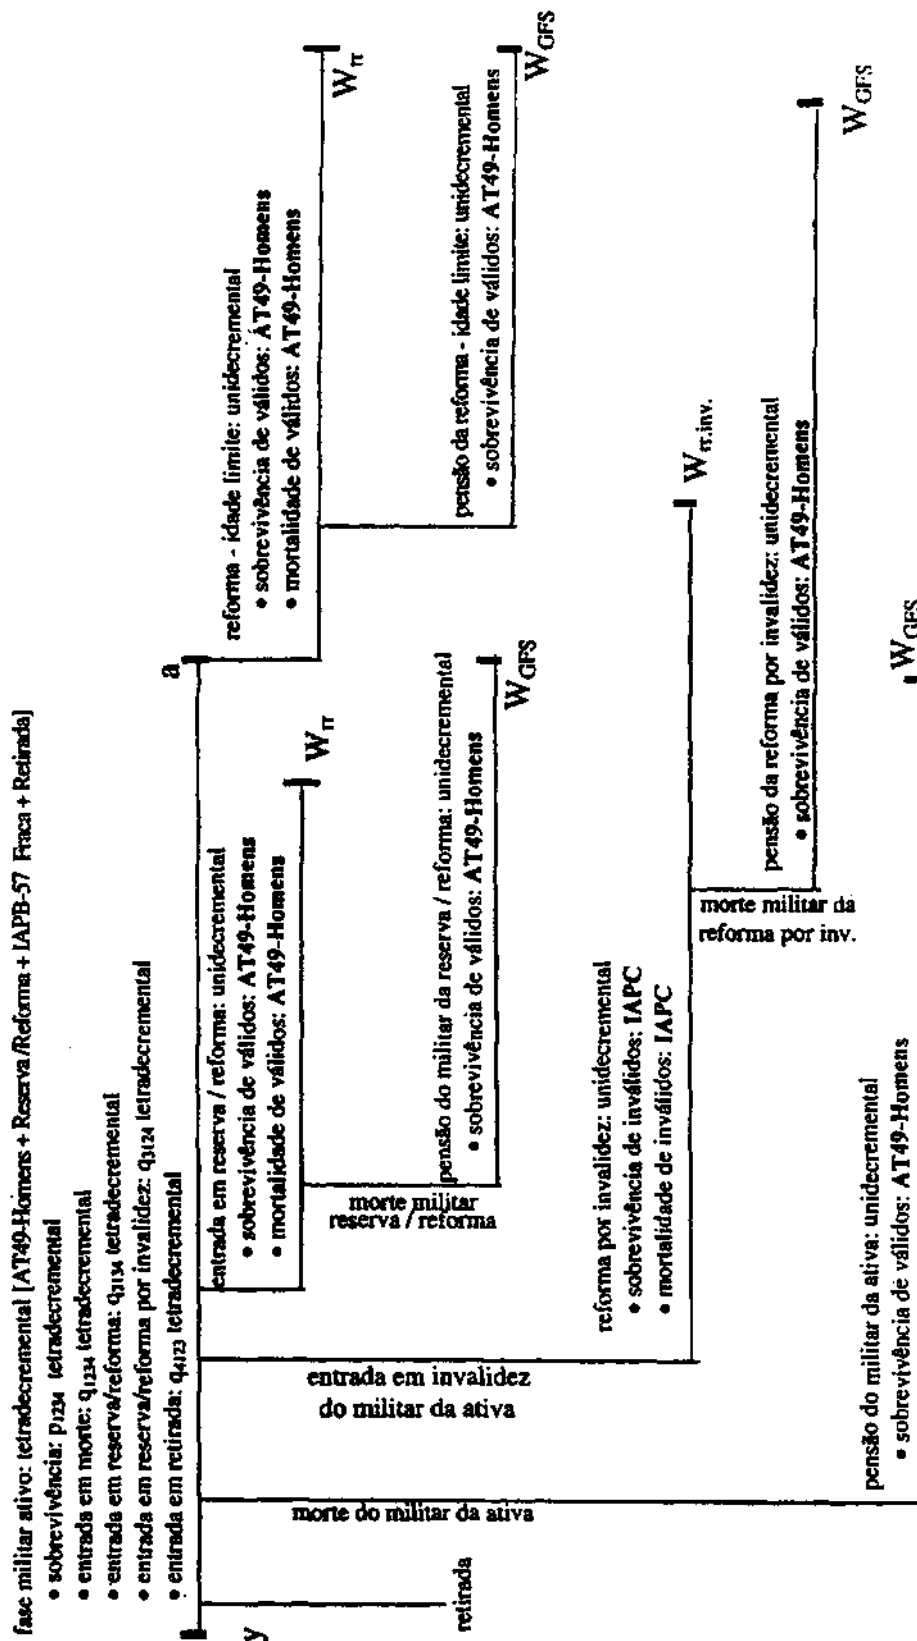 fase militar ativo: tetradecremental [AT49-Homens + Reserva/Reforma + IAPB-57 Fraca + Retirada]
• sobrevivência: p1234 tetradecremental
• entrada em morte: q1234 tetradecremental
• entrada em reserva/reforma: q2134 tetradecremental
• entrada em reserva/reforma por invalidez: q3124 tetradecremental
• entrada em retirada: q4123 tetradecremental
y
a
retirada
morte do militar da ativa
entrada em invalidez
do militar da ativa
entrada em reserva / reforma: unidecremental
• sobrevivência de válidos: AT49-Homens
• mortalidade de válidos: AT49-Homens
Wrr
reforma - idade limite: unidecremental
• sobrevivência de válidos: AT49-Homens
• mortalidade de válidos: AT49-Homens
Wrr
morte militar
reserva / reforma
pensão do militar da reserva / reforma: unidecremental
• sobrevivência de válidos: AT49-Homens
WGFS
pensão da reforma - idade limite: unidecremental
• sobrevivência de válidos: AT49-Homens
WGFS
reforma por invalidez: unidecremental
• sobrevivência de inválidos: IAPC
• mortalidade de inválidos: IAPC
Wrr.inv.
morte militar da
reforma por inv.
pensão da reforma por invalidez: unidecremental
• sobrevivência de válidos: AT49-Homens
WGFS
pensão do militar da ativa: unidecremental
• sobrevivência de válidos: AT49-Homens
WGFS